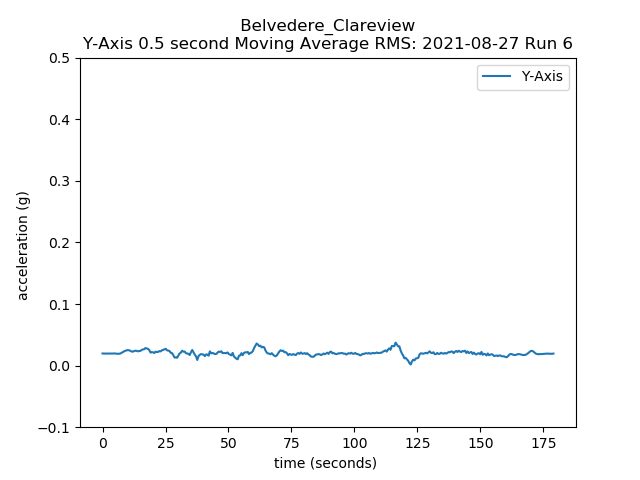 Belvedere_Clareview
Y-Axis 0.5 second Moving Average RMS: 2021-08-27 Run 6
Y-Axis
0.5
0.4
0.3
0.2
0.1
0.0
−0.1
acceleration (g)
0 25 50 75 100 125 150 175
time (seconds)